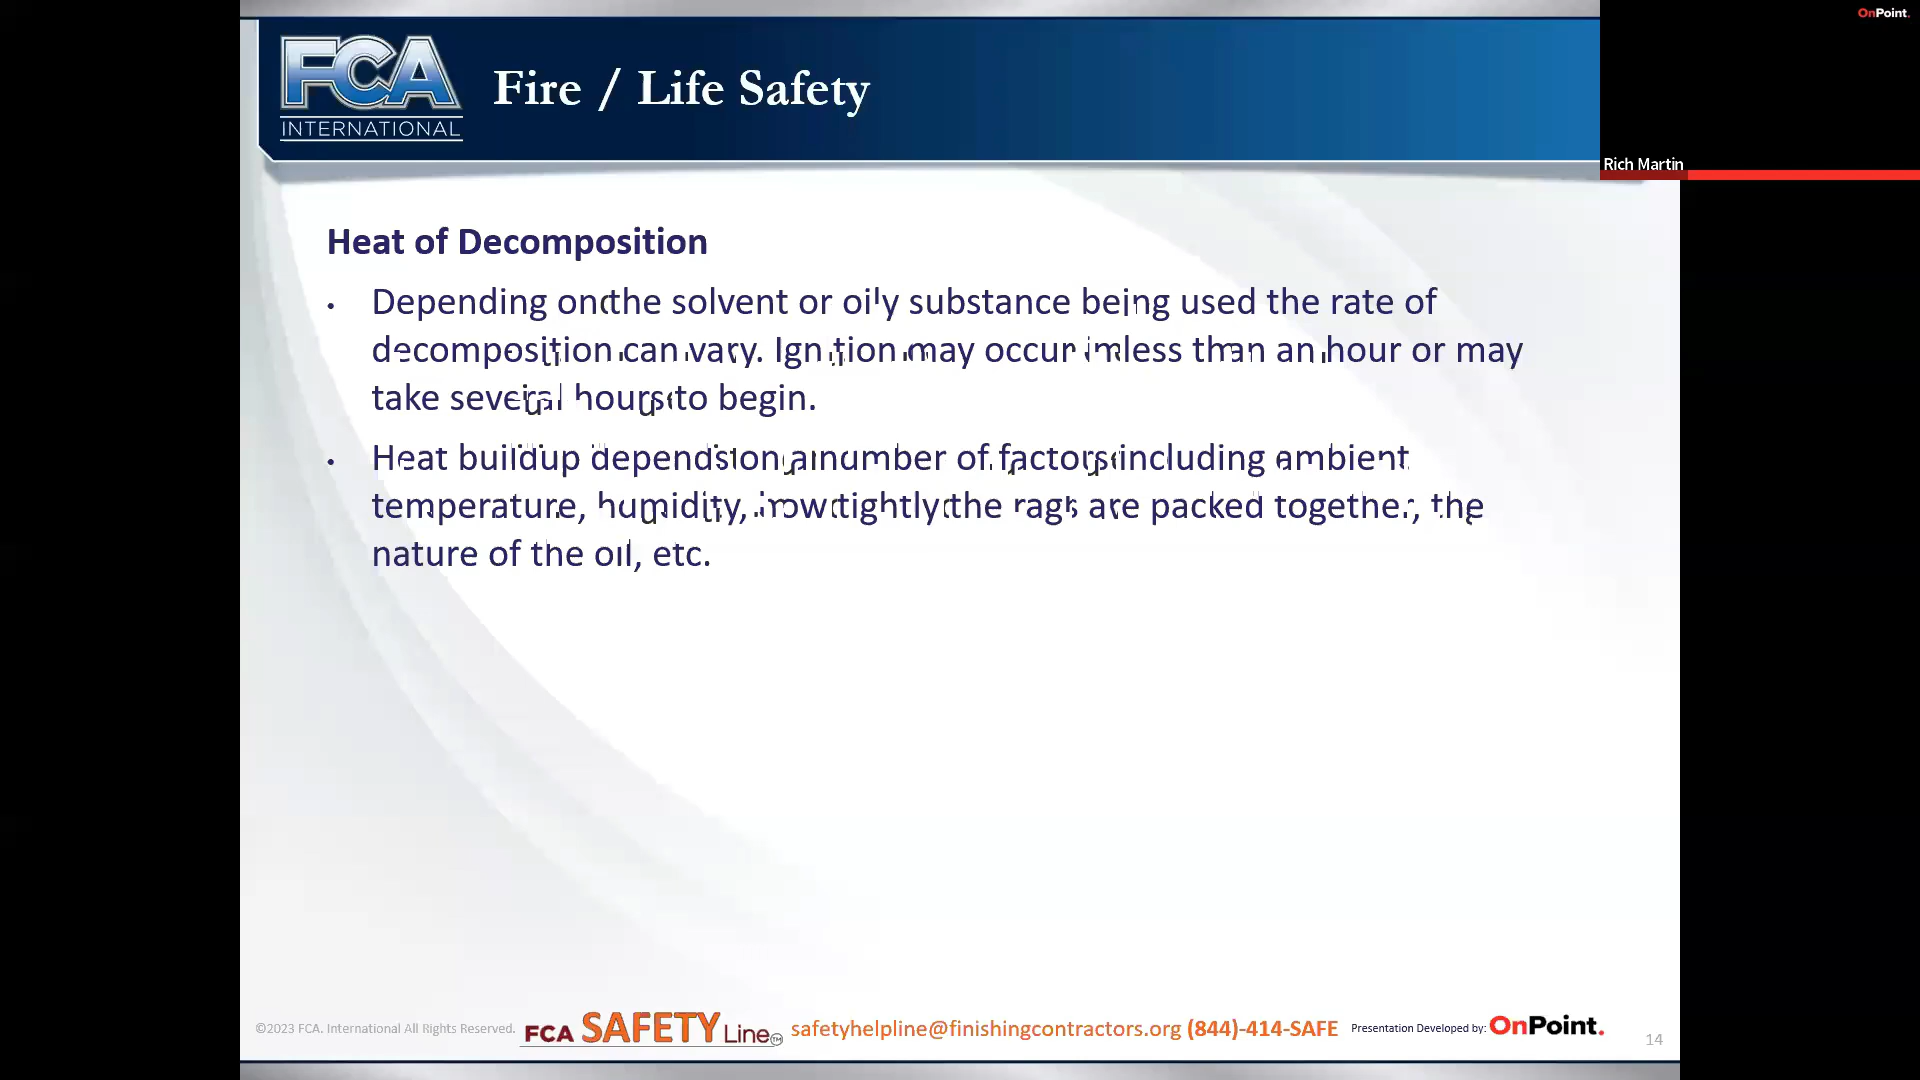 OnPoint.
FCA
INTERNATIONAL
Fire / Life Safety
Rich Martin
Heat of Decomposition
• Depending on the solvent or oily substance being used the rate of
decomposition can vary. Ignition may occur in less than an hour or may
take several hours to begin.
• Heat buildup depends on a number of factors including ambient
temperature, humidity, how tightly the rags are packed together, the
nature of the oil, etc.
©2023 FCA. International All Rights Reserved. FCA SAFETY Line TM safetyhelpline@finishingcontractors.org (844)-414-SAFE Presentation Developed by: OnPoint.
14